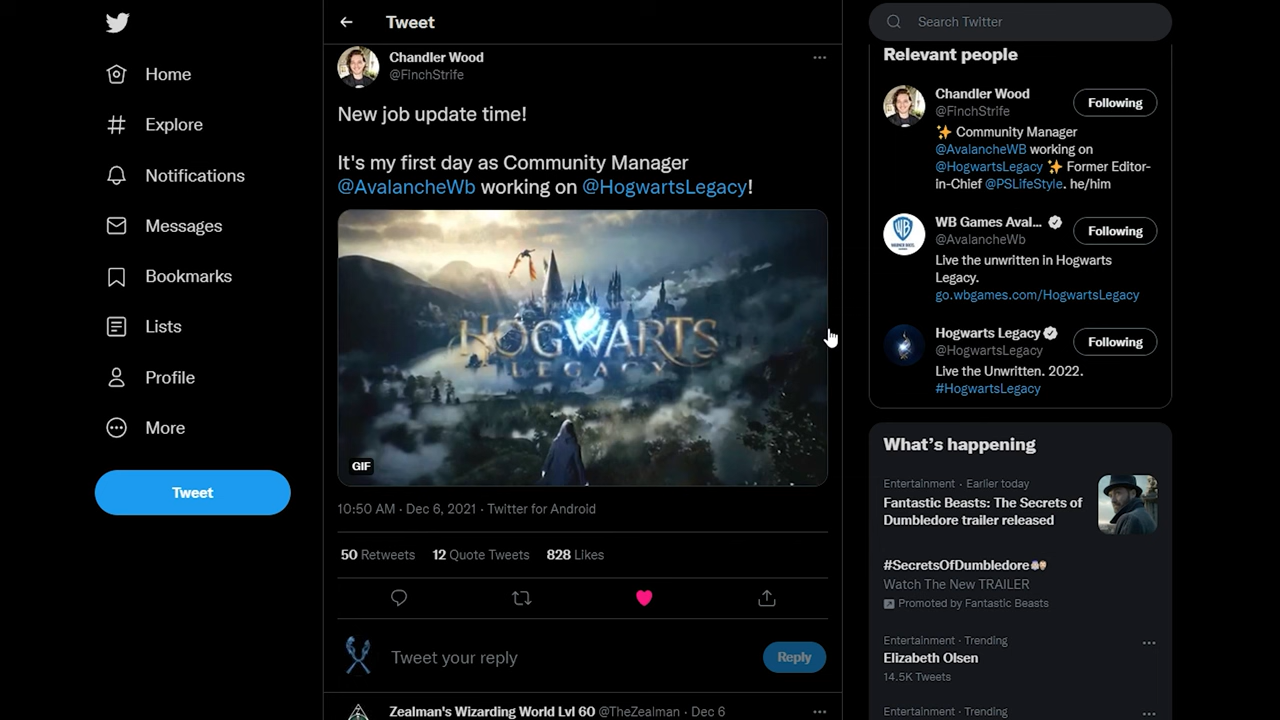 Home
Explore
Notifications
Messages
Bookmarks
Lists
Profile
More
Tweet
Tweet
Chandler Wood
@FinchStrife
New job update time!
It's my first day as Community Manager
@AvalancheWb working on @HogwartsLegacy!
HOGWARTS
LEGACY
GIF
10:50 AM · Dec 6, 2021 · Twitter for Android
50 Retweets 12 Quote Tweets 828 Likes
Tweet your reply
Reply
Zealman's Wizarding World Lvl 60 @TheZealman · Dec 6
Search Twitter
Relevant people
Chandler Wood
@FinchStrife
Following
✨ Community Manager
@AvalancheWB working on
@HogwartsLegacy ✨ Former Editor-
in-Chief @PSLifeStyle. he/him
WB Games Aval...
@AvalancheWb
Following
Live the unwritten in Hogwarts
Legacy.
go.wbgames.com/HogwartsLegacy
Hogwarts Legacy
@HogwartsLegacy
Following
Live the Unwritten. 2022.
#HogwartsLegacy
What's happening
Entertainment · Earlier today
Fantastic Beasts: The Secrets of
Dumbledore trailer released
#SecretsOfDumbledore
Watch The New TRAILER
Promoted by Fantastic Beasts
Entertainment · Trending
Elizabeth Olsen
14.5K Tweets
Entertainment · Trending